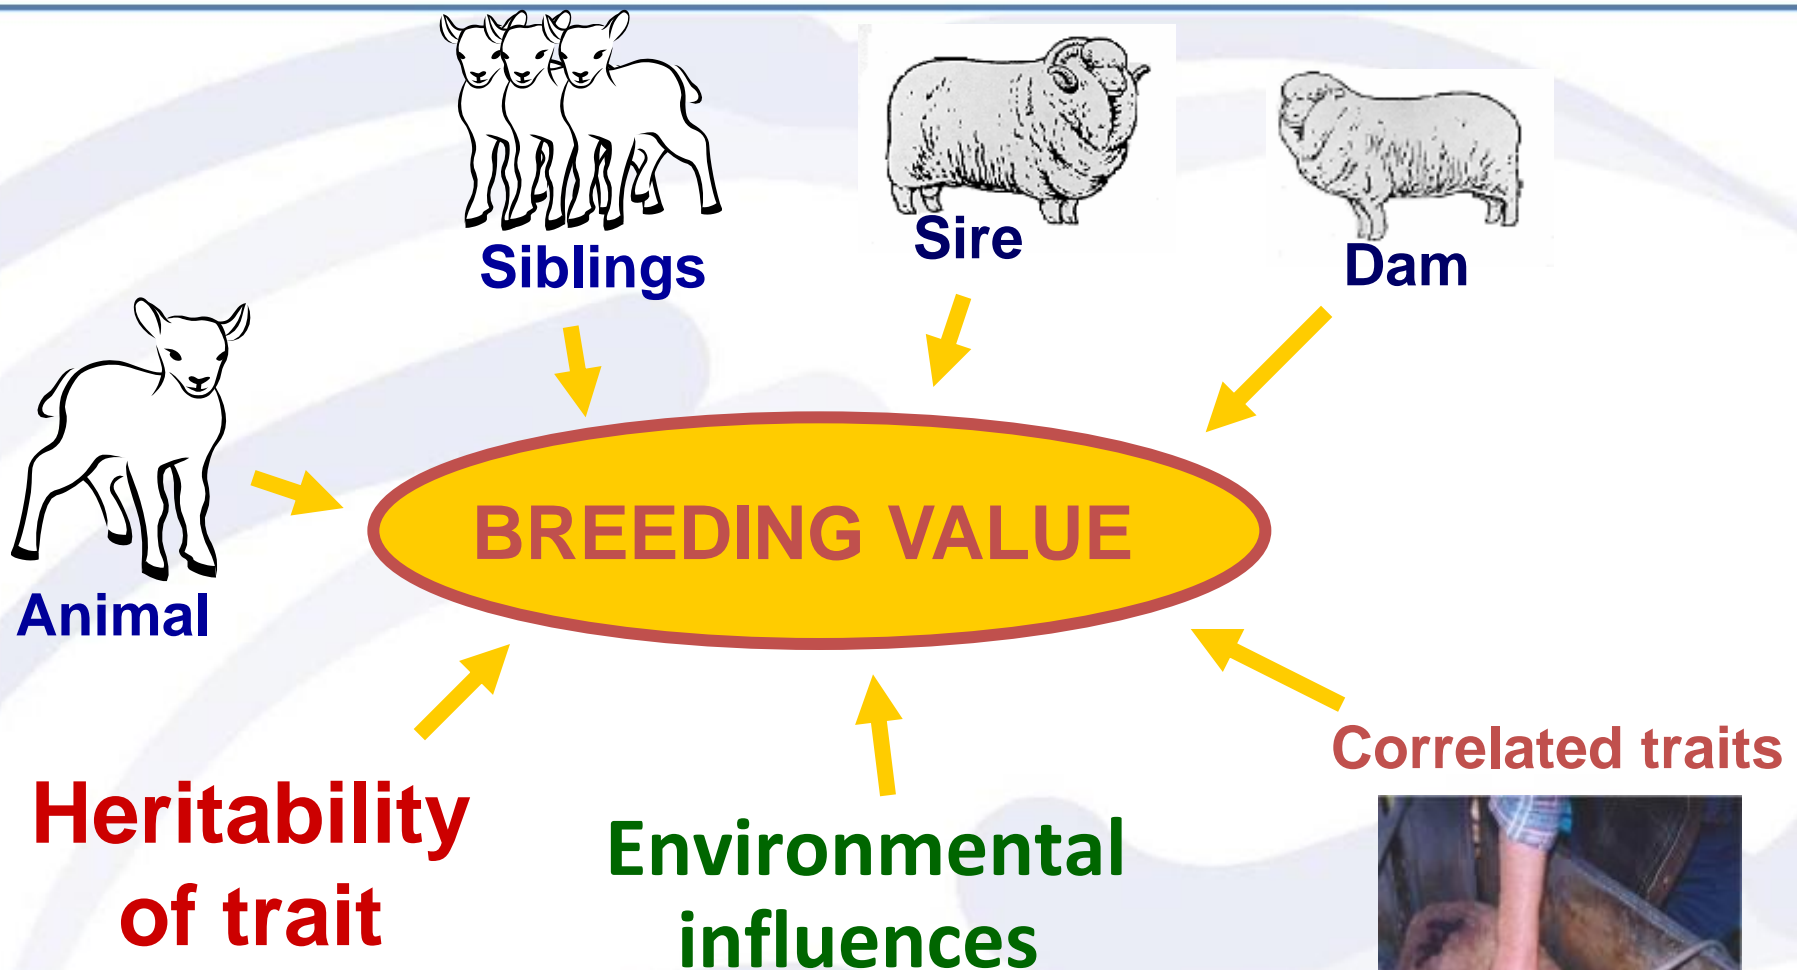 Siblings
Sire
Dam
Animal
BREEDING VALUE
Correlated traits
Heritability
of trait
Environmental
influences